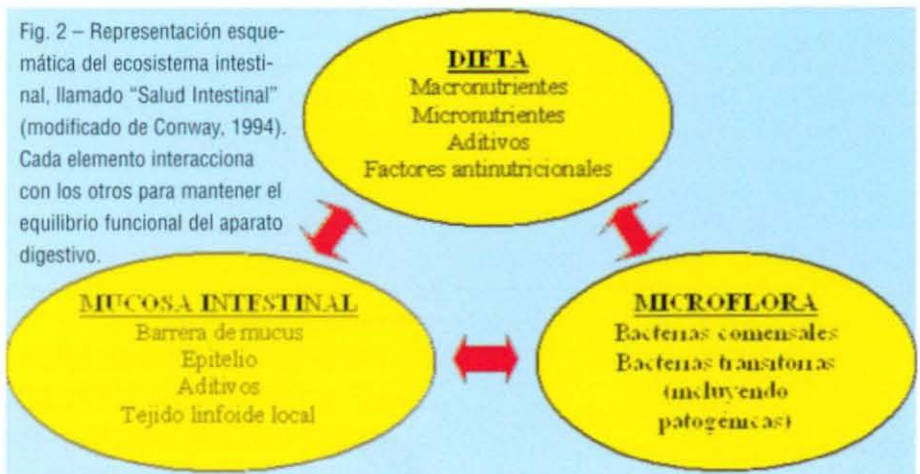 Fig. 2 – Representación esque-
mática del ecosistema intesti-
nal, llamado “Salud Intestinal”
(modificado de Conway, 1994).
Cada elemento interacciona
con los otros para mantener el
equilibrio funcional del aparato
digestivo.
DIETA
Macronutrientes
Micronutrientes
Aditivos
Factores antinutricionales
MUCOSA INTESTINAL
Barrera de mucus
Epitelio
Aditivos
Tejido linfoide local
MICROFLORA
Bacterias comensales
Bacterias transitorias
(incluyendo
patogénicas)